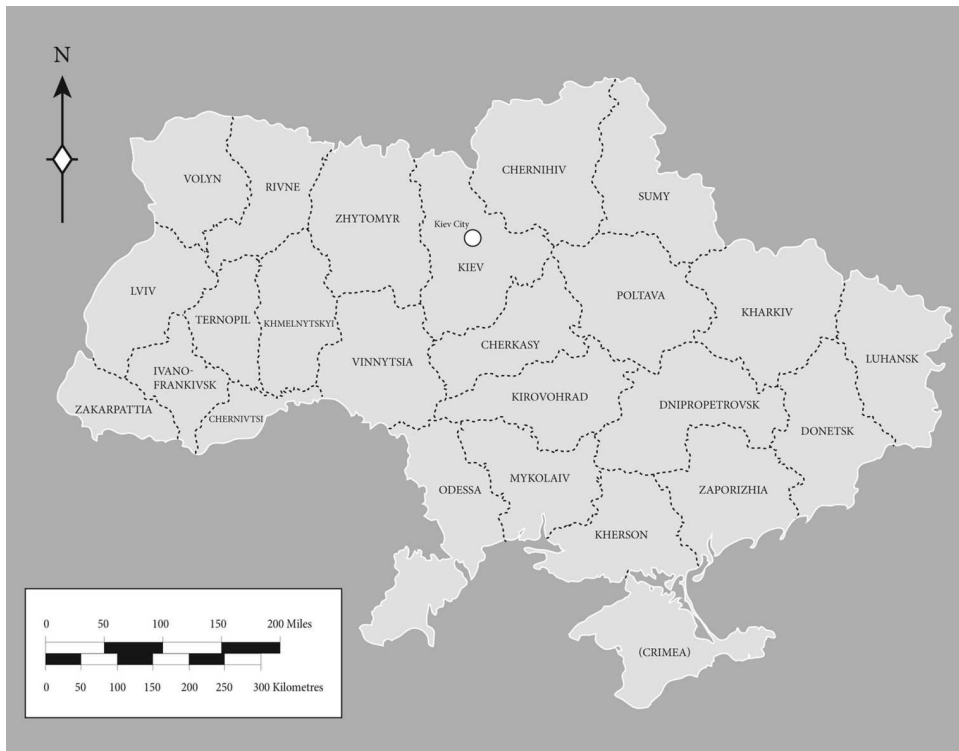 N
VOLYN
RIVNE
ZHYTOMYR
CHERNIHIV
SUMY
Kiev City
KIEV
LVIV
TERNOPIL
KHMELNYTSKYI
VINNYTSIA
CHERKASY
POLTAVA
KHARKIV
LUHANSK
IVANO-
FRANKIVSK
ZAKARPATTIA
CHERNIVTSI
KIROVOHRAD
DNIPROPETROVSK
DONETSK
ODESSA
MYKOLAIV
ZAPORIZHIA
KHERSON
(CRIMEA)
0 50 100 150 200 Miles
0 50 100 150 200 250 300 Kilometres